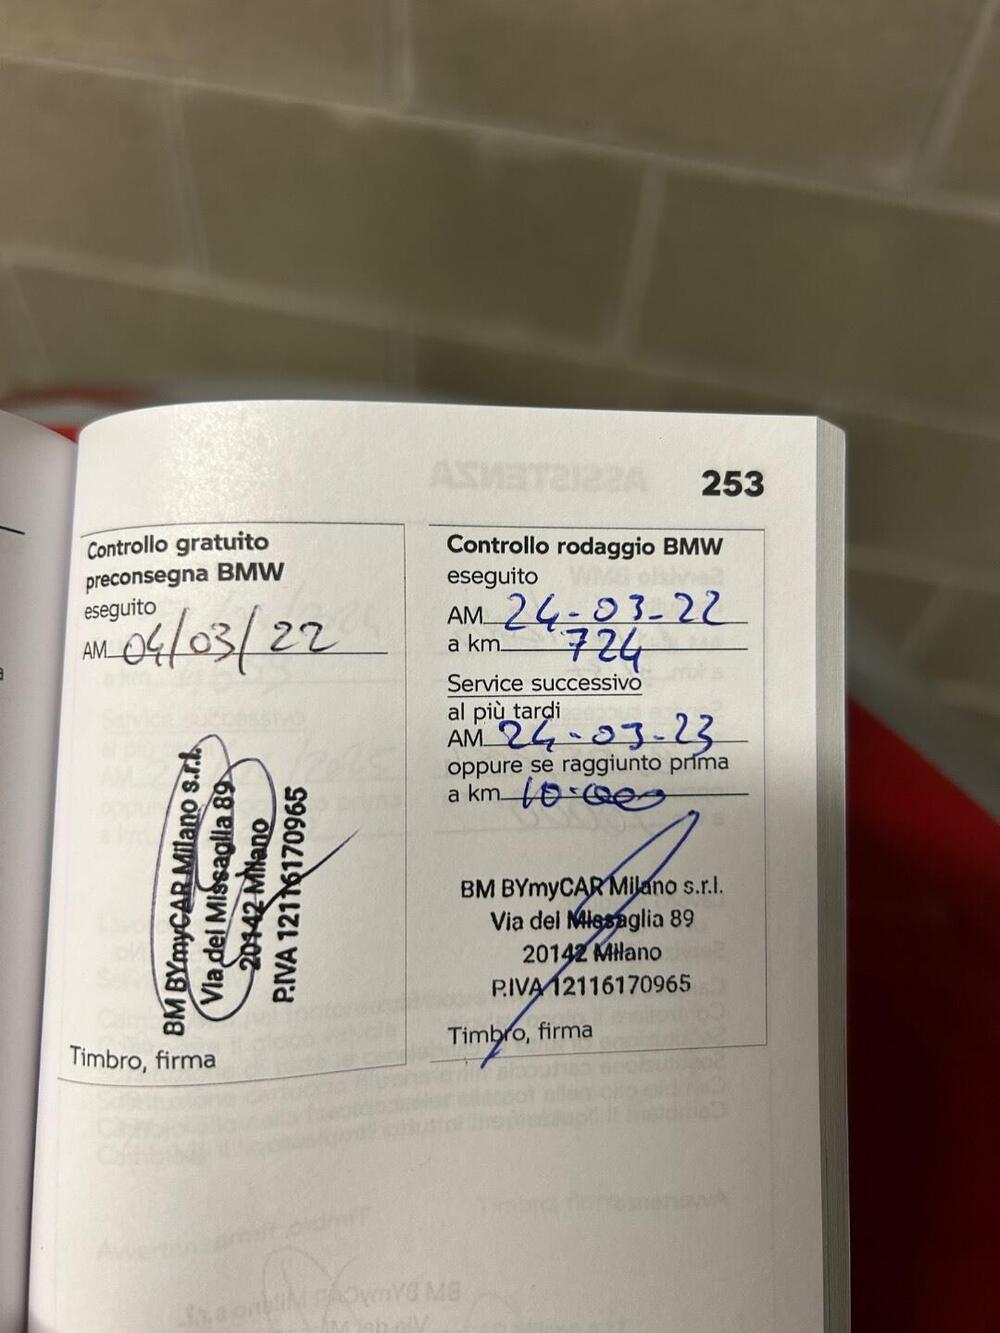 253
Controllo gratuito
preconsegna BMW
eseguito
AM 04/03/22
BM BYmyCAR Milano s.r.l.
Via dei Missaglia 89
20142 Milano
P.IVA 12116170965
Timbro, firma
Controllo rodaggio BMW
eseguito
AM 24-03-22
a km 724
Service successivo
al più tardi
AM 24-03-23
oppure se raggiunto prima
a km 10.000
BM BYmyCAR Milano s.r.l.
Via dei Missaglia 89
20142 Milano
P.IVA 12116170965
Timbro, firma